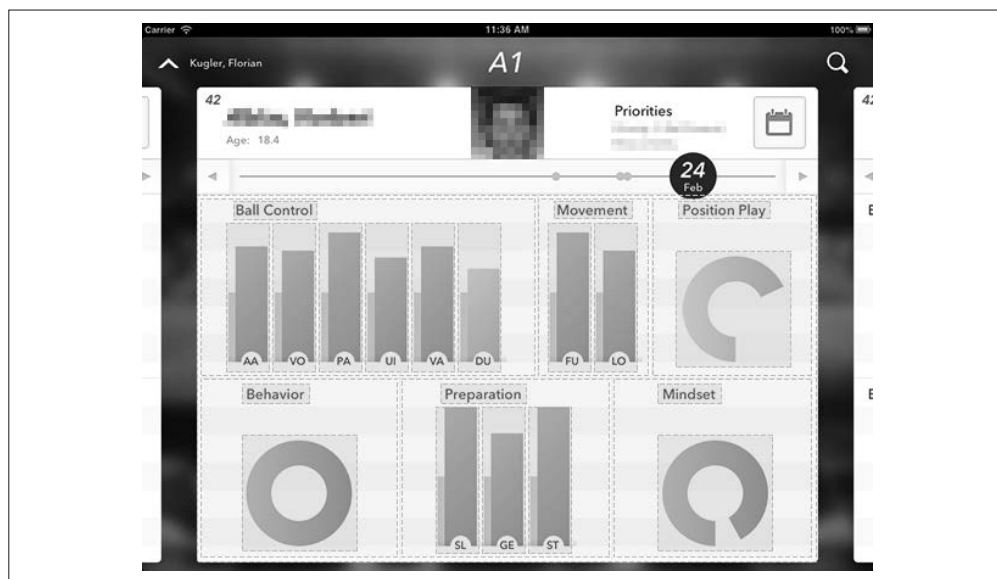 Carrier 11:36 AM 100%
Kugler, Florian A1
42 Priorities 42
Age: 18.4
24
Feb
Ball Control Movement Position Play E
AA VO PA UI VA DU FU LO
Behavior Preparation Mindset E
SL GE ST